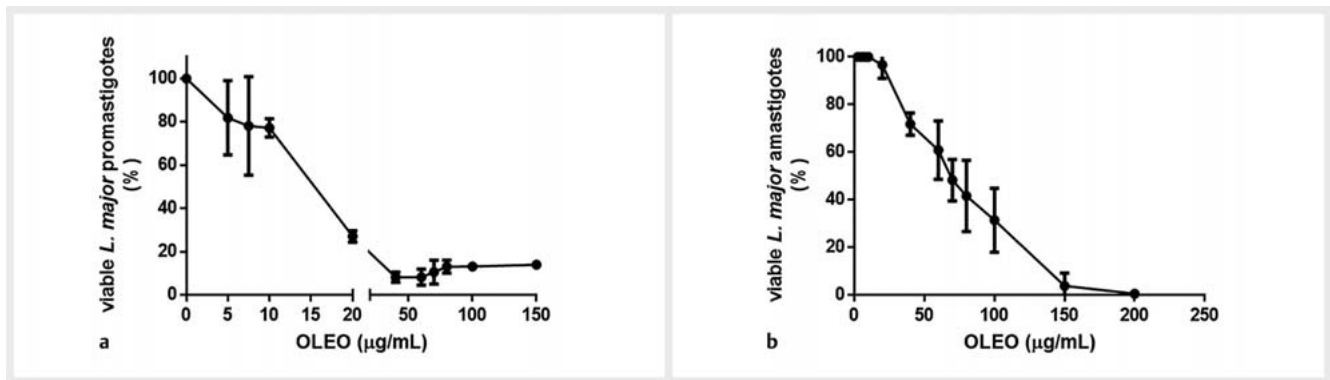 viable L. major promastigotes
(%)
100
80
60
40
20
0
0 5 10 15 20 50 100 150
OLEO (μg/mL)
a
viable L. major amastigotes
(%)
100
80
60
40
20
0
0 50 100 150 200 250
OLEO (μg/mL)
b